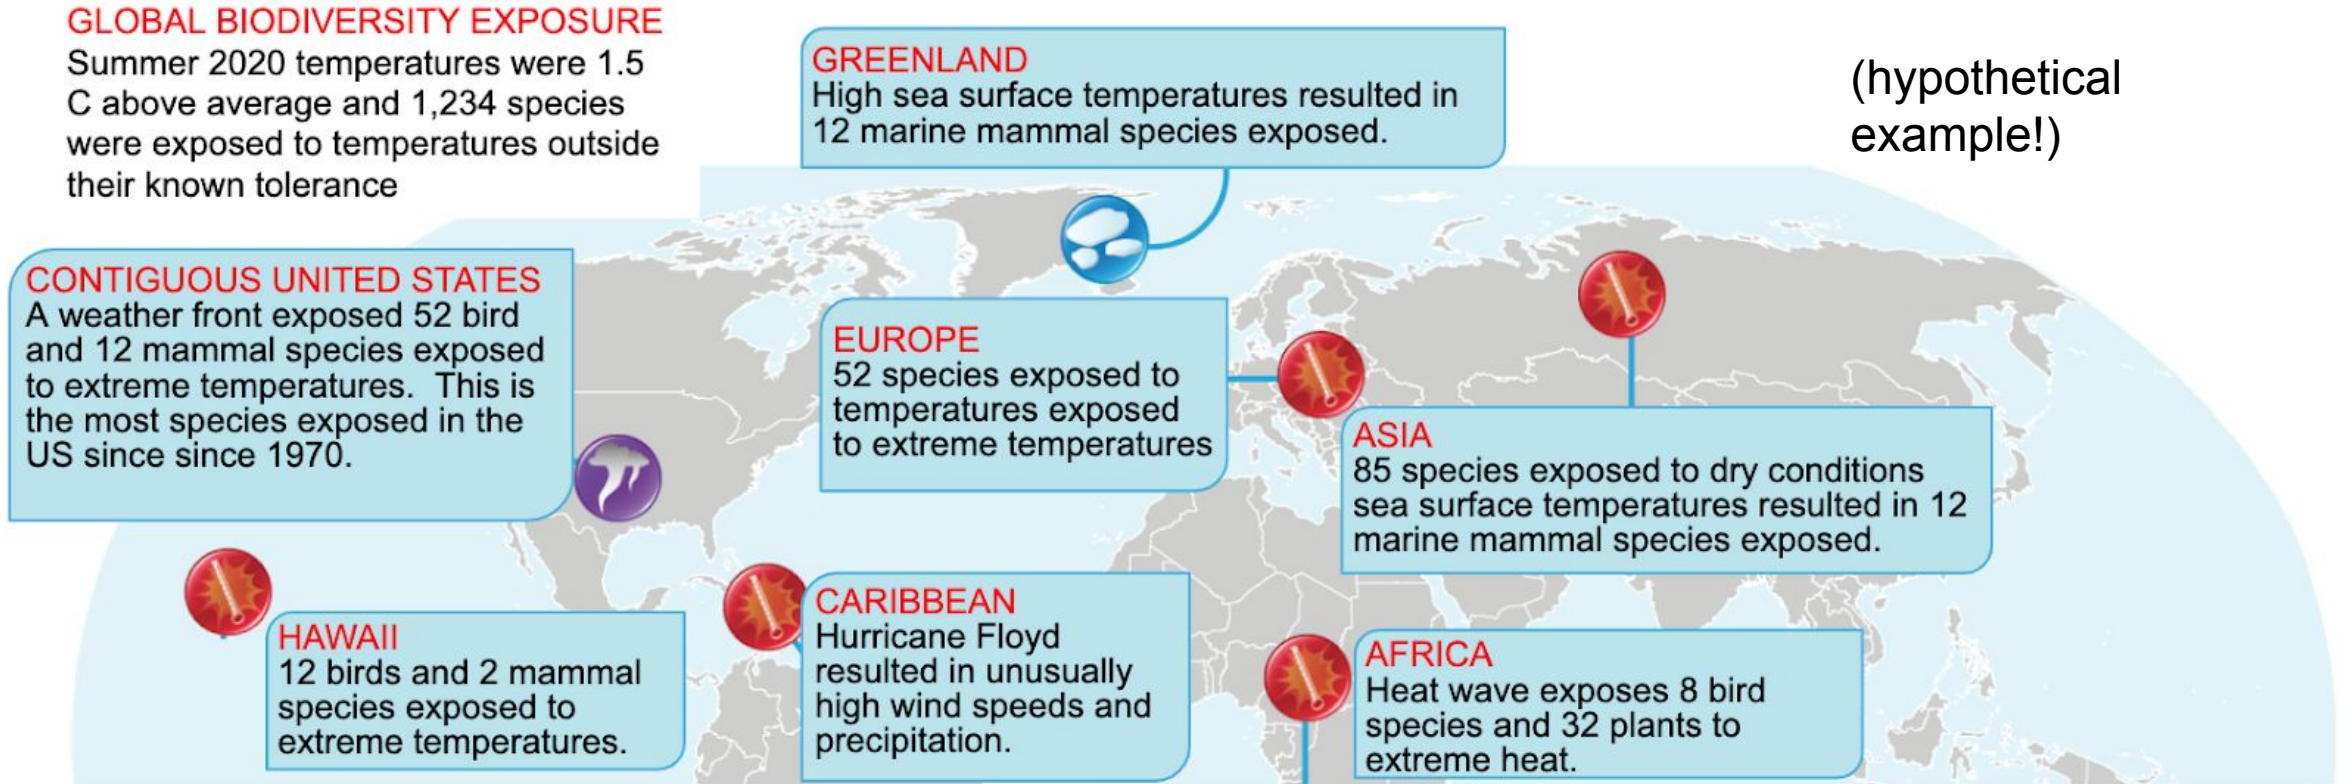 GLOBAL BIODIVERSITY EXPOSURE
Summer 2020 temperatures were 1.5
C above average and 1,234 species
were exposed to temperatures outside
their known tolerance
GREENLAND
High sea surface temperatures resulted in
12 marine mammal species exposed.
(hypothetical
example!)
CONTIGUOUS UNITED STATES
A weather front exposed 52 bird
and 12 mammal species exposed
to extreme temperatures.  This is
the most species exposed in the
US since since 1970.
EUROPE
52 species exposed to
temperatures exposed
to extreme temperatures
ASIA
85 species exposed to dry conditions
sea surface temperatures resulted in 12
marine mammal species exposed.
HAWAII
12 birds and 2 mammal
species exposed to
extreme temperatures.
CARIBBEAN
Hurricane Floyd
resulted in unusually
high wind speeds and
precipitation.
AFRICA
Heat wave exposes 8 bird
species and 32 plants to
extreme heat.